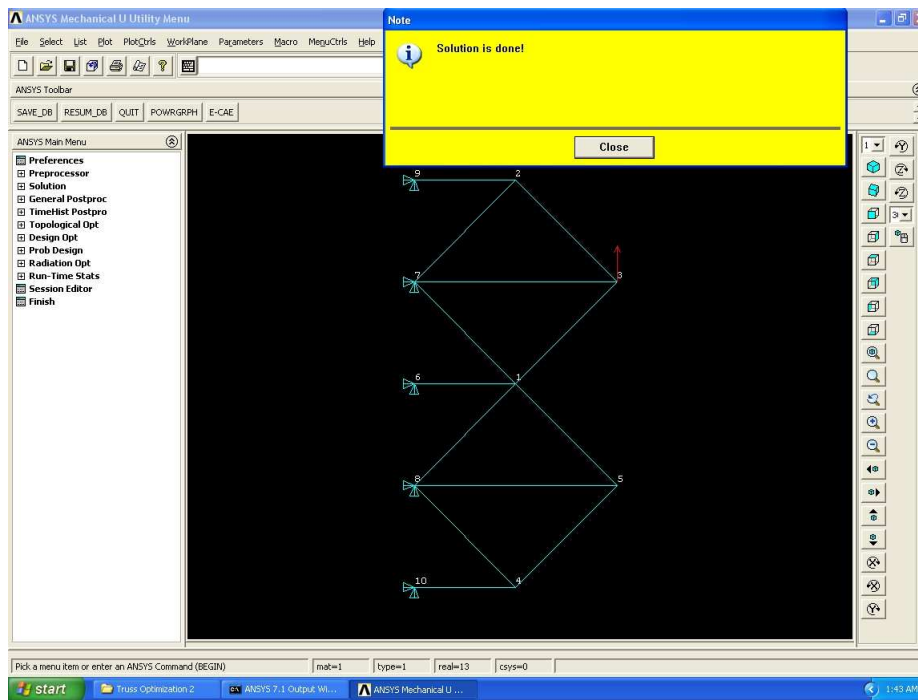 ANSYS Mechanical U Utility Menu
File Select List Plot PlotCtrls WorkPlane Parameters Macro MenuCtrls Help
Note
Solution is done!
Close
ANSYS Toolbar
SAVE_DB RESUM_DB QUIT POWRGRPH E-CAE
ANSYS Main Menu
Preferences
Preprocessor
Solution
General Postproc
TimeHist Postpro
Topological Opt
Design Opt
Prob Design
Radiation Opt
Run-Time Stats
Session Editor
Finish
9 2
7 3
6 1
8 5
10 4
1
Pick a menu item or enter an ANSYS Command (BEGIN) mat=1 type=1 real=13 csys=0
start Truss Optimization 2 ANSYS 7.1 Output Wi... ANSYS Mechanical U ... 1:43 AM